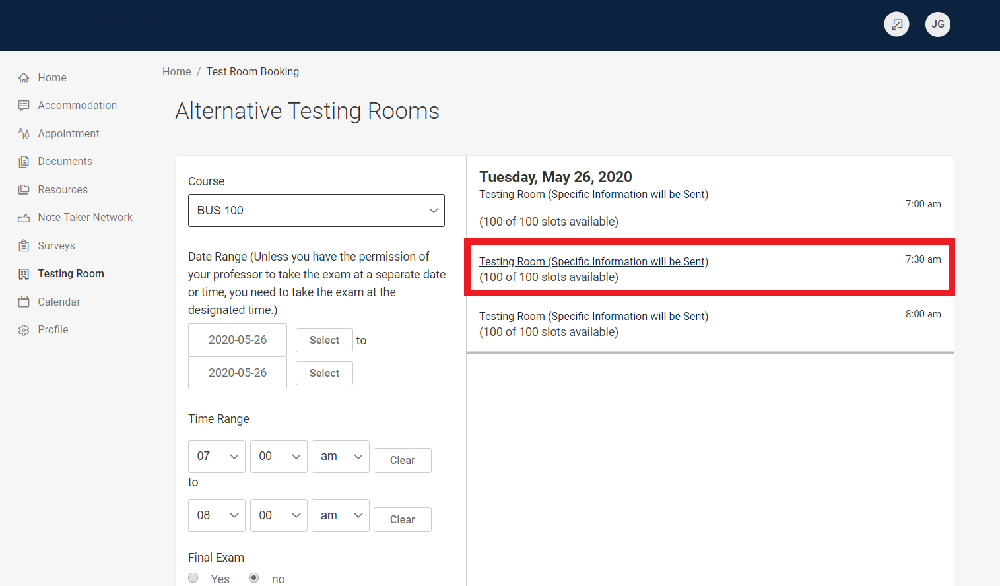 JG
Home
Accommodation
Appointment
Documents
Resources
Note-Taker Network
Surveys
Testing Room
Calendar
Profile
Home / Test Room Booking
Alternative Testing Rooms
Course
BUS 100
Date Range (Unless you have the permission of
your professor to take the exam at a separate date
or time, you need to take the exam at the
designated time.)
2020-05-26 Select to
2020-05-26 Select
Time Range
07 00 am Clear
to
08 00 am Clear
Final Exam
Yes no
Tuesday, May 26, 2020
Testing Room (Specific Information will be Sent)
7:00 am
(100 of 100 slots available)
Testing Room (Specific Information will be Sent) 7:30 am
(100 of 100 slots available)
Testing Room (Specific Information will be Sent) 8:00 am
(100 of 100 slots available)